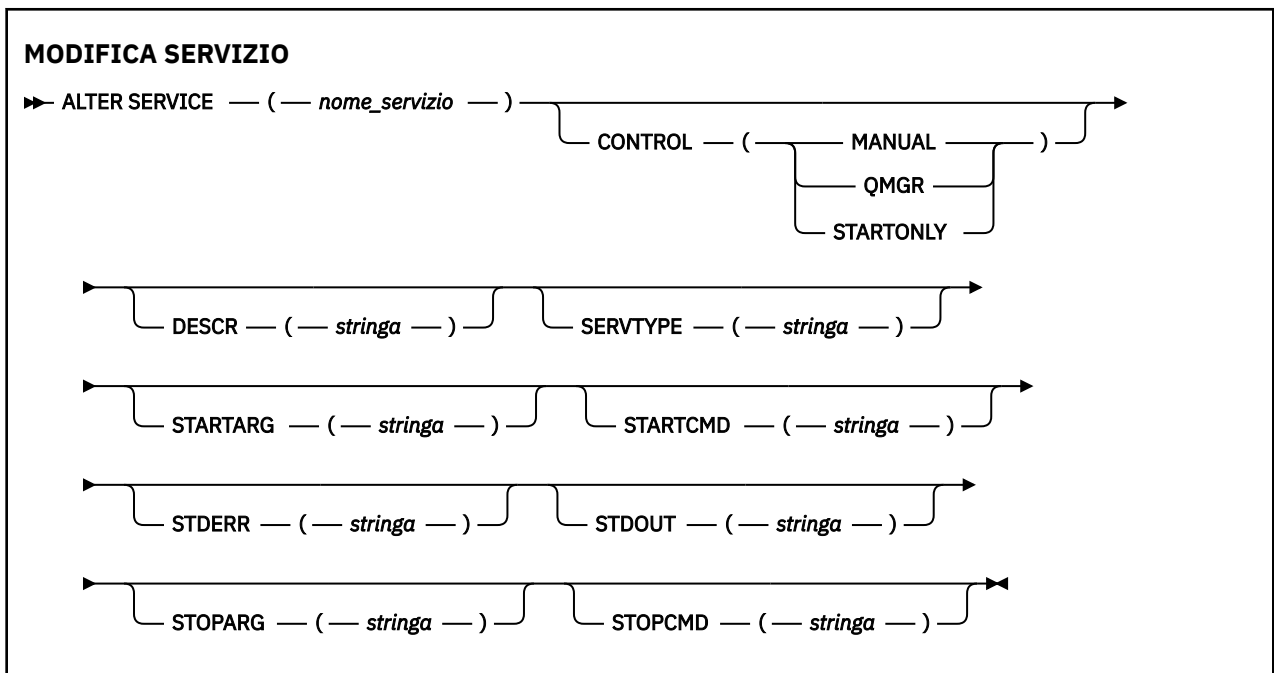 MODIFICA SERVIZIO
ALTER SERVICE ( nome_servizio )
CONTROL ( MANUAL )
QMGR
STARTONLY
DESCR ( stringa ) SERVTYPE ( stringa )
STARTARG ( stringa ) STARTCMD ( stringa )
STDERR ( stringa ) STDOUT ( stringa )
STOPARG ( stringa ) STOPCMD ( stringa )